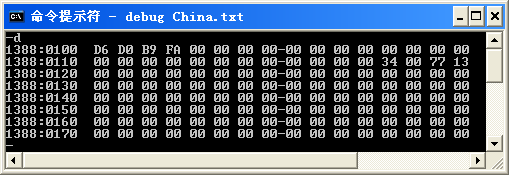 命令提示符 - debug China.txt
-d
1388:0100  D6 D0 B9 FA 00 00 00 00-00 00 00 00 00 00 00 00
1388:0110  00 00 00 00 00 00 00 00-00 00 00 00 34 00 77 13
1388:0120  00 00 00 00 00 00 00 00-00 00 00 00 00 00 00 00
1388:0130  00 00 00 00 00 00 00 00-00 00 00 00 00 00 00 00
1388:0140  00 00 00 00 00 00 00 00-00 00 00 00 00 00 00 00
1388:0150  00 00 00 00 00 00 00 00-00 00 00 00 00 00 00 00
1388:0160  00 00 00 00 00 00 00 00-00 00 00 00 00 00 00 00
1388:0170  00 00 00 00 00 00 00 00-00 00 00 00 00 00 00 00
-